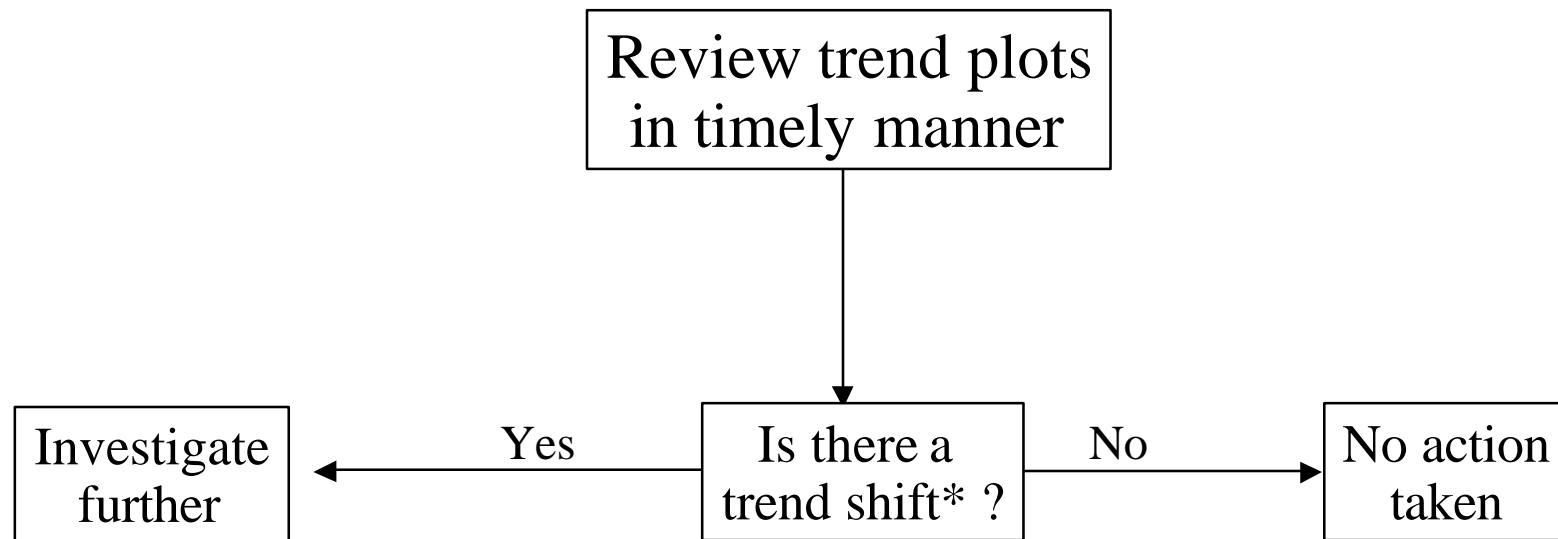 Review trend plots
in timely manner
Investigate
further
Yes
Is there a
trend shift* ?
No
No action
taken